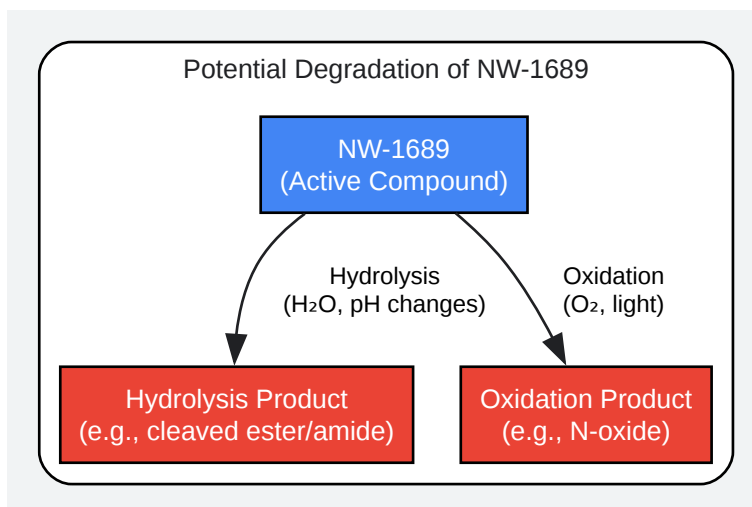 Potential Degradation of NW-1689
NW-1689
(Active Compound)
Hydrolysis
(H₂O, pH changes)
Oxidation
(O₂, light)
Hydrolysis Product
(e.g., cleaved ester/amide)
Oxidation Product
(e.g., N-oxide)